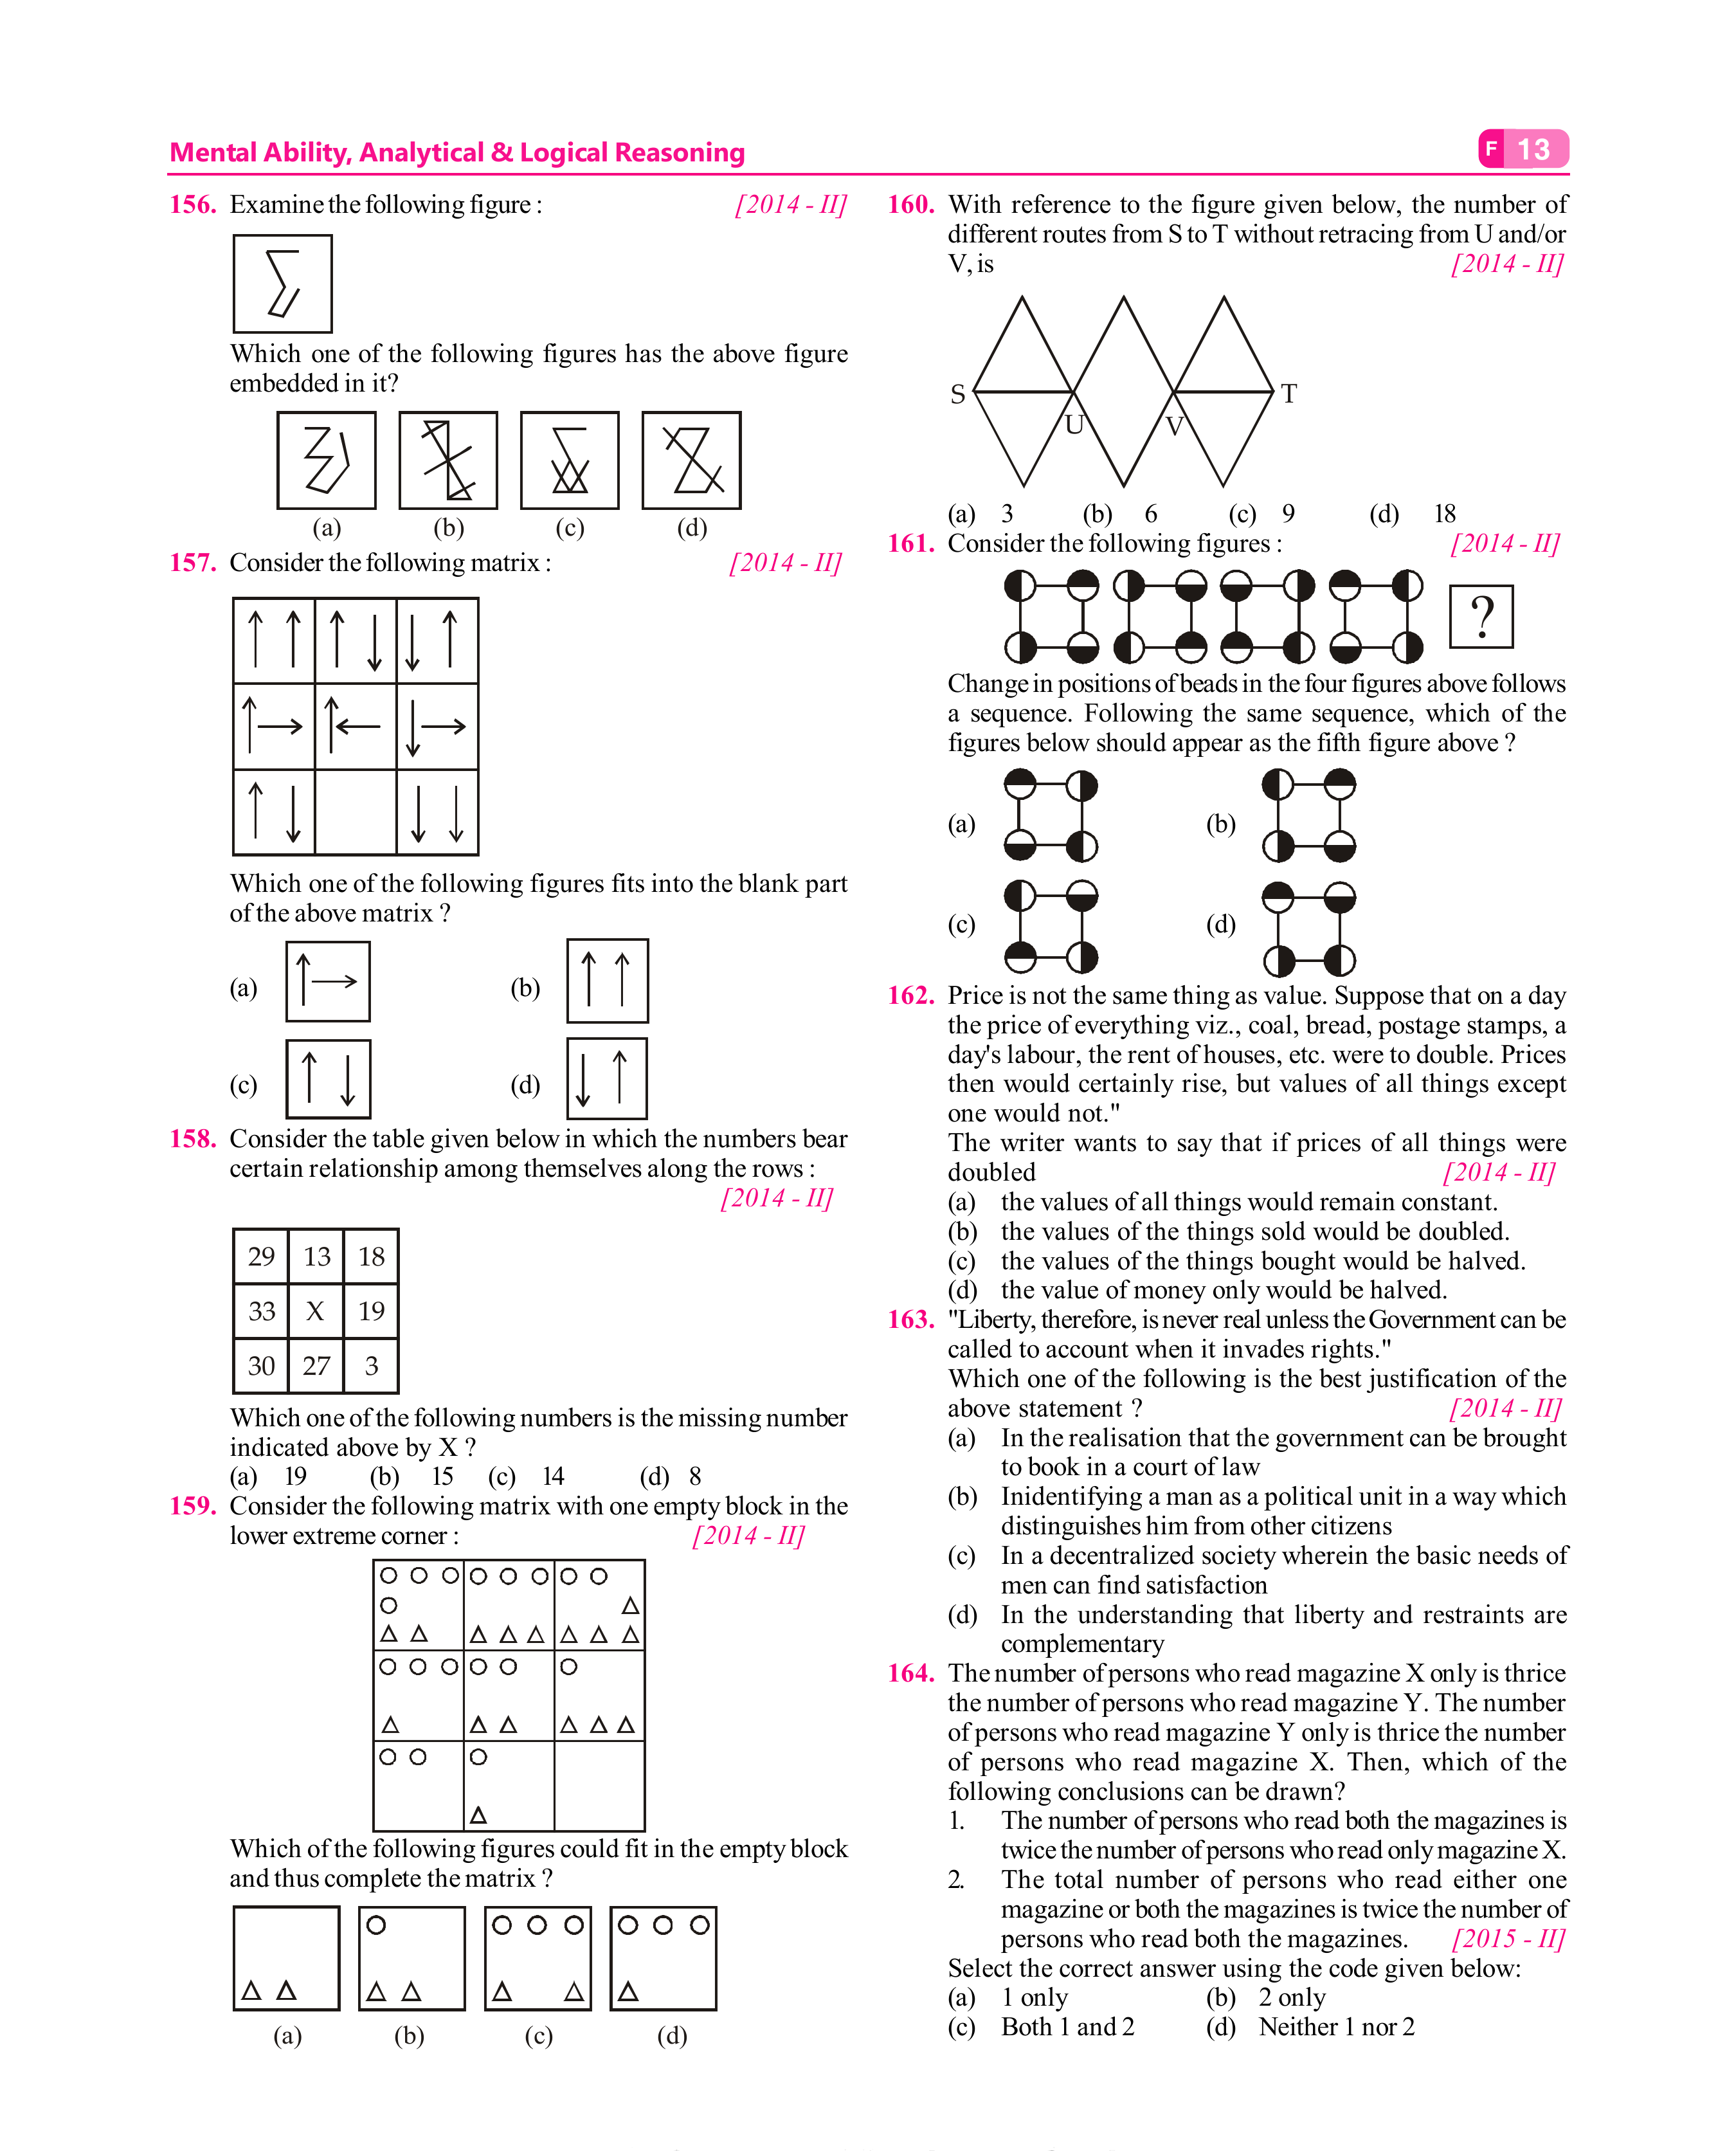 Mental Ability, Analytical & Logical Reasoning
F 13
156. Examine the following figure : [2014 - II]
Which one of the following figures has the above figure
embedded in it?
(a) (b) (c) (d)
157. Consider the following matrix : [2014 - II]
Which one of the following figures fits into the blank part
of the above matrix ?
(a) (b)
(c) (d)
158. Consider the table given below in which the numbers bear
certain relationship among themselves along the rows :
[2014 - II]
29 13 18
33 X 19
30 27 3
Which one of the following numbers is the missing number
indicated above by X ?
(a) 19 (b) 15 (c) 14 (d) 8
159. Consider the following matrix with one empty block in the
lower extreme corner : [2014 - II]
Which of the following figures could fit in the empty block
and thus complete the matrix ?
(a) (b) (c) (d)
160. With reference to the figure given below, the number of
different routes from S to T without retracing from U and/or
V, is [2014 - II]
S T
U V
(a) 3 (b) 6 (c) 9 (d) 18
161. Consider the following figures : [2014 - II]
?
Change in positions of beads in the four figures above follows
a sequence. Following the same sequence, which of the
figures below should appear as the fifth figure above ?
(a) (b)
(c) (d)
162. Price is not the same thing as value. Suppose that on a day
the price of everything viz., coal, bread, postage stamps, a
day's labour, the rent of houses, etc. were to double. Prices
then would certainly rise, but values of all things except
one would not."
The writer wants to say that if prices of all things were
doubled [2014 - II]
(a) the values of all things would remain constant.
(b) the values of the things sold would be doubled.
(c) the values of the things bought would be halved.
(d) the value of money only would be halved.
163. "Liberty, therefore, is never real unless the Government can be
called to account when it invades rights."
Which one of the following is the best justification of the
above statement ? [2014 - II]
(a) In the realisation that the government can be brought
to book in a court of law
(b) Inidentifying a man as a political unit in a way which
distinguishes him from other citizens
(c) In a decentralized society wherein the basic needs of
men can find satisfaction
(d) In the understanding that liberty and restraints are
complementary
164. The number of persons who read magazine X only is thrice
the number of persons who read magazine Y. The number
of persons who read magazine Y only is thrice the number
of persons who read magazine X. Then, which of the
following conclusions can be drawn?
1. The number of persons who read both the magazines is
twice the number of persons who read only magazine X.
2. The total number of persons who read either one
magazine or both the magazines is twice the number of
persons who read both the magazines. [2015 - II]
Select the correct answer using the code given below:
(a) 1 only (b) 2 only
(c) Both 1 and 2 (d) Neither 1 nor 2